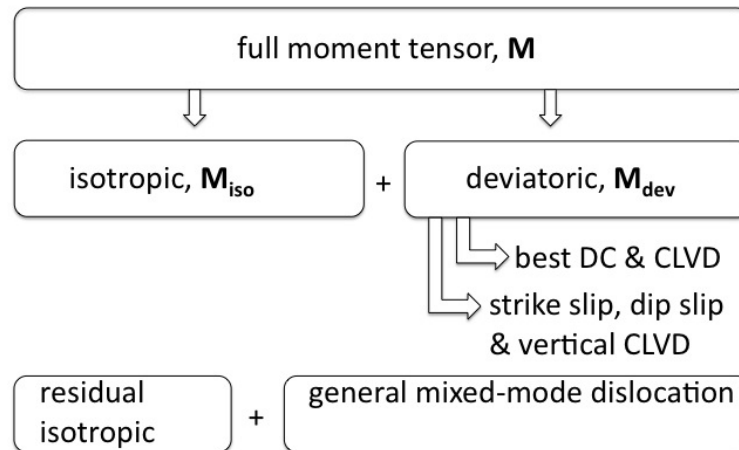 full moment tensor, M
isotropic, Miso + deviatoric, Mdev
best DC & CLVD
strike slip, dip slip
& vertical CLVD
residual
isotropic
+
general mixed-mode dislocation